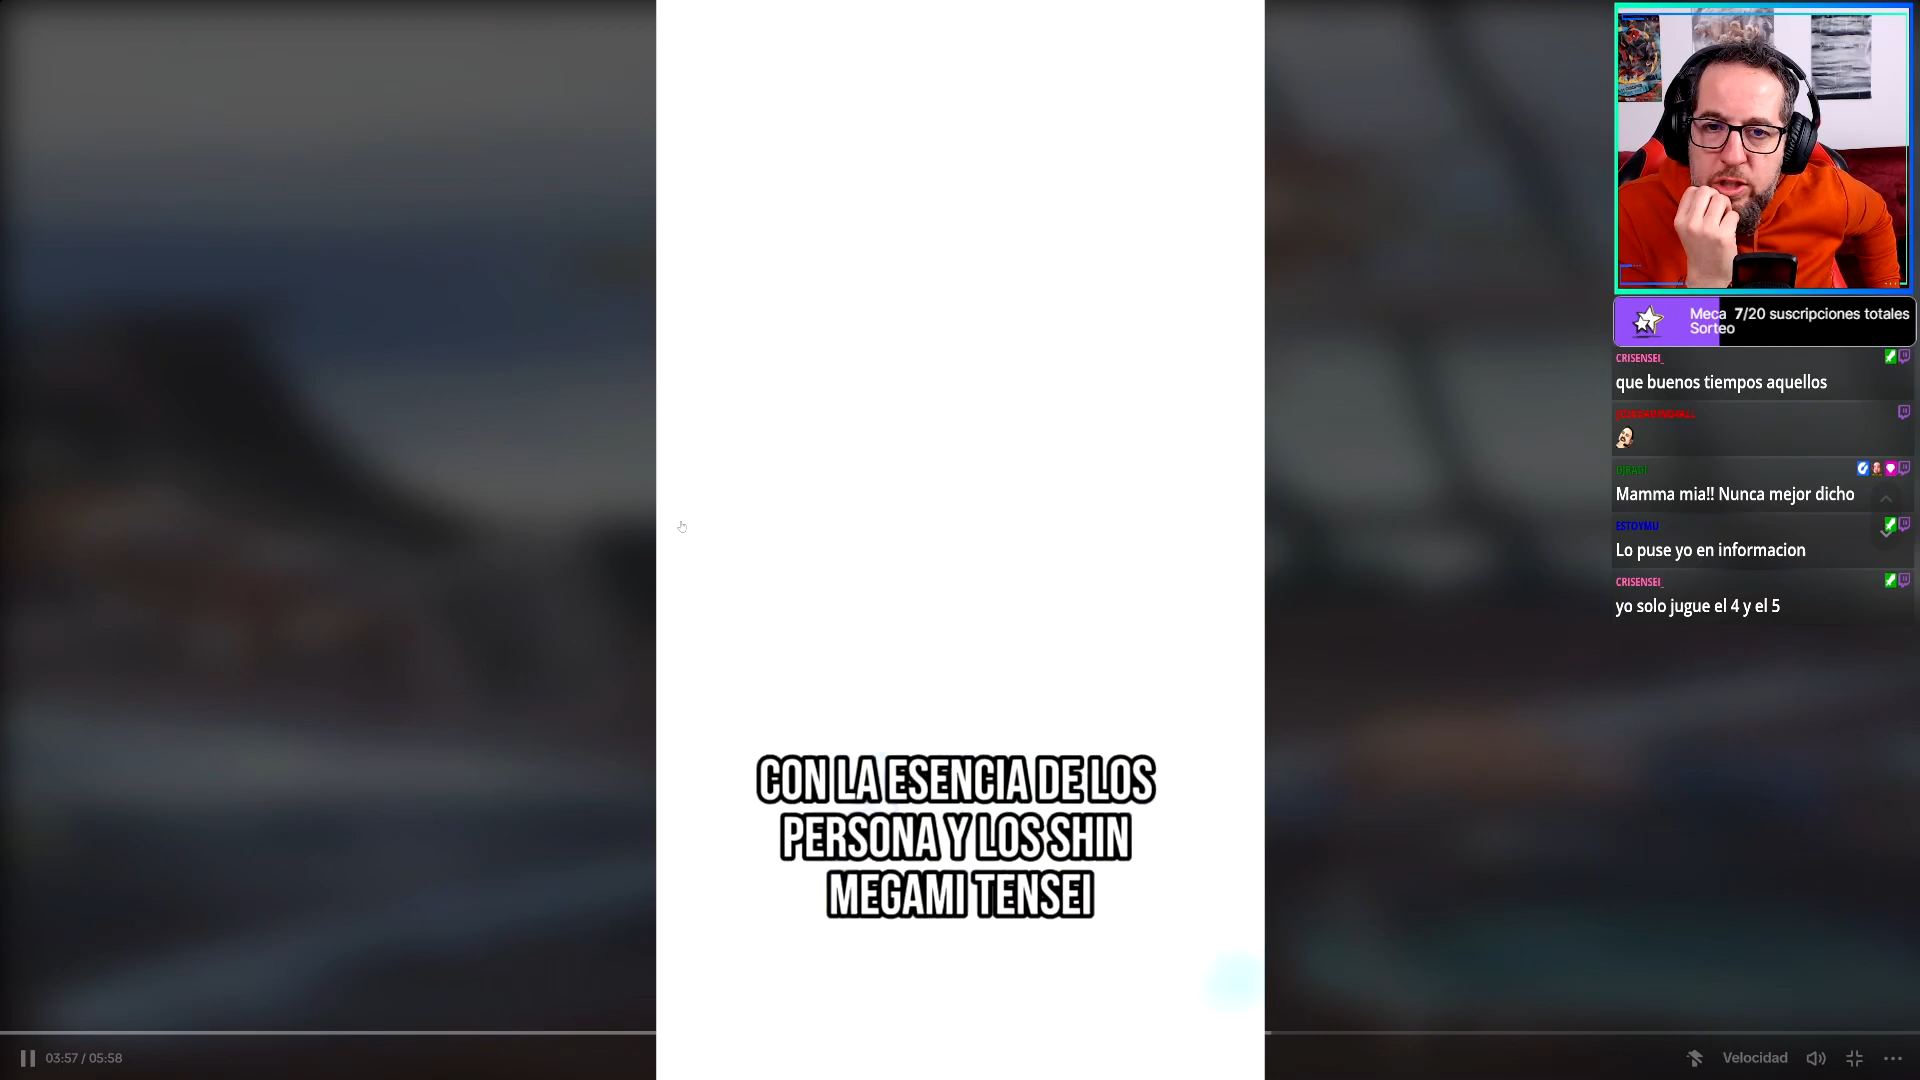 CON LA ESENCIA DE LOS
PERSONA Y LOS SHIN
MEGAMI TENSEI
Meca 7/20 suscripciones totales
Sorteo
CRISENSEI_
que buenos tiempos aquellos
Mamma mia!! Nunca mejor dicho
ESTOYMU
Lo puse yo en informacion
CRISENSEI_
yo solo jugue el 4 y el 5
03:57 / 05:58
Velocidad